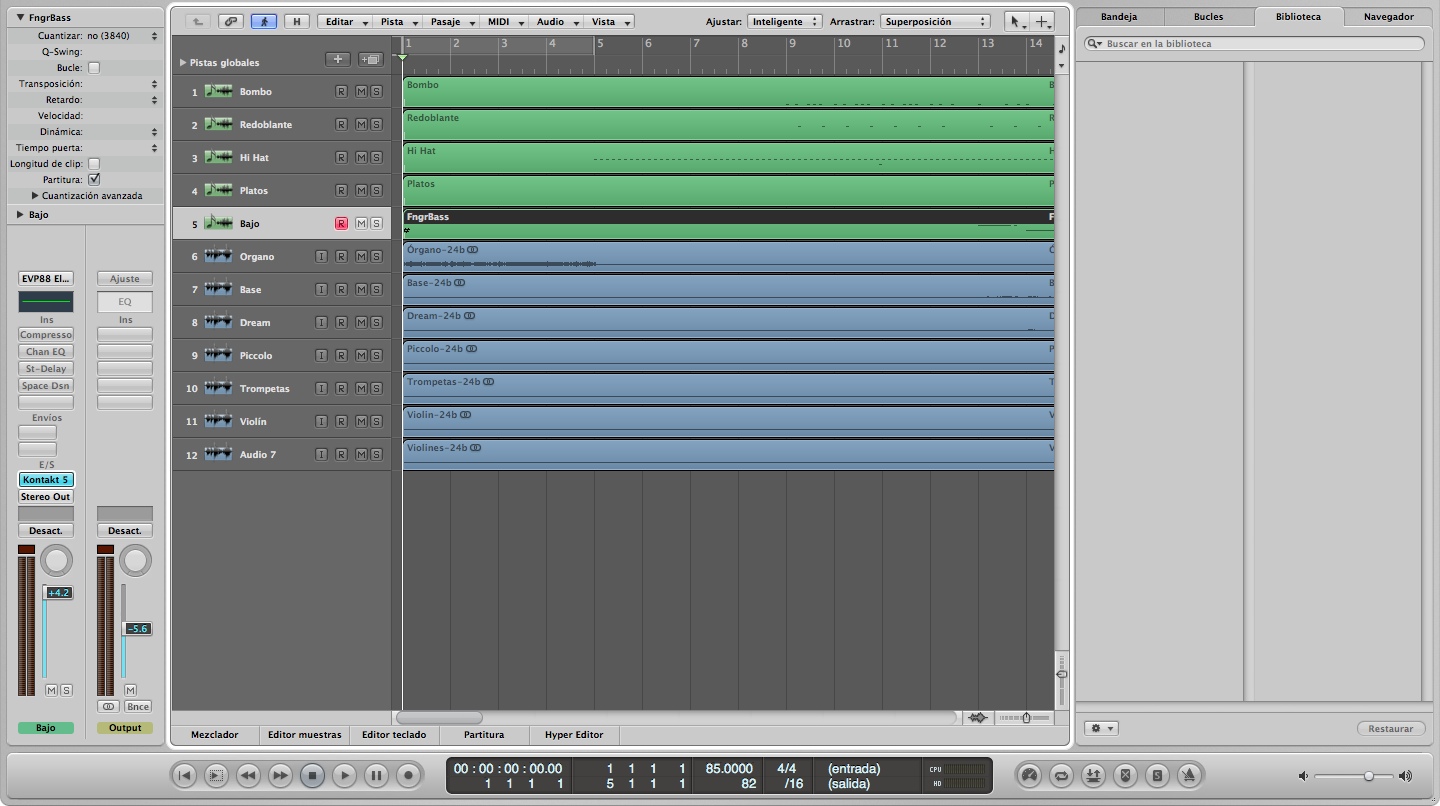 FngrBass
Cuantizar: no (3840)
Q-Swing:
Bucle:
Transposición:
Retardo:
Velocidad:
Dinámica:
Tiempo puerta:
Longitud de clip:
Partitura:
Cuantización avanzada
Bajo
EVP88 El... Ajuste
EQ
Ins Ins
Compresso
Chan EQ
St-Delay
Space Dsn
Envíos
E/S
Kontakt 5
Stereo Out
Desact. Desact.
+4.2
-5.6
M S M
Bnce
Bajo Output
H Editar Pista Pasaje MIDI Audio Vista Ajustar: Inteligente Arrastrar: Superposición
1 2 3 4 5 6 7 8 9 10 11 12 13 14
Pistas globales
1 Bombo R M S Bombo B
2 Redoblante R M S Redoblante R
3 Hi Hat R M S Hi Hat H
4 Platos R M S Platos P
5 Bajo R M S FngrBass F
6 Organo I R M S Órgano-24b
7 Base I R M S Base-24b B
8 Dream I R M S Dream-24b D
9 Piccolo I R M S Piccolo-24b P
10 Trompetas I R M S Trompetas-24b T
11 Violín I R M S Violin-24b V
12 Audio 7 I R M S Violines-24b V
Mezclador Editor muestras Editor teclado Partitura Hyper Editor
Bandeja Bucles Biblioteca Navegador
Buscar en la biblioteca
Restaurar
00 : 00 : 00 : 00.00 1 1 1 1 85.0000 4/4 (entrada) CPU
1 1 1 1 5 1 1 1 82 /16 (salida) HD
S